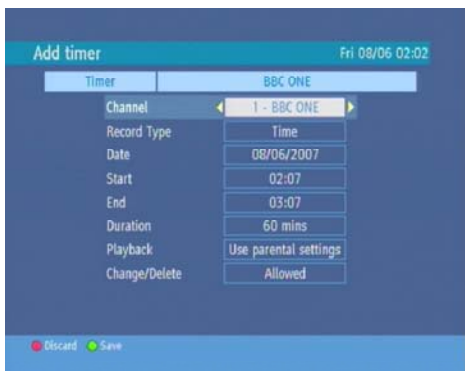 Add timer Fri 08/06 02:02
Timer BBC ONE
Channel 1 - BBC ONE
Record Type Time
Date 08/06/2007
Start 02:07
End 03:07
Duration 60 mins
Playback Use parental settings
Change/Delete Allowed
Discard Save